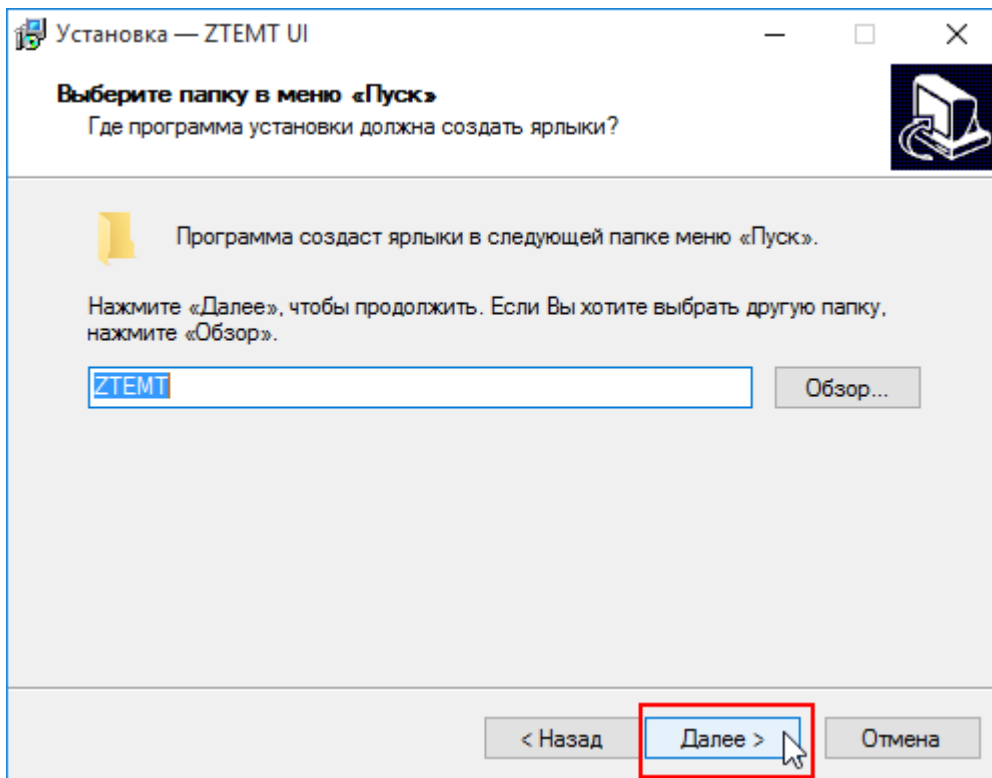 Установка — ZTEMT UI
Выберите папку в меню «Пуск»
Где программа установки должна создать ярлыки?
Программа создаст ярлыки в следующей папке меню «Пуск».
Нажмите «Далее», чтобы продолжить. Если Вы хотите выбрать другую папку,
нажмите «Обзор».
ZTEMT
Обзор...
< Назад
Далее >
Отмена